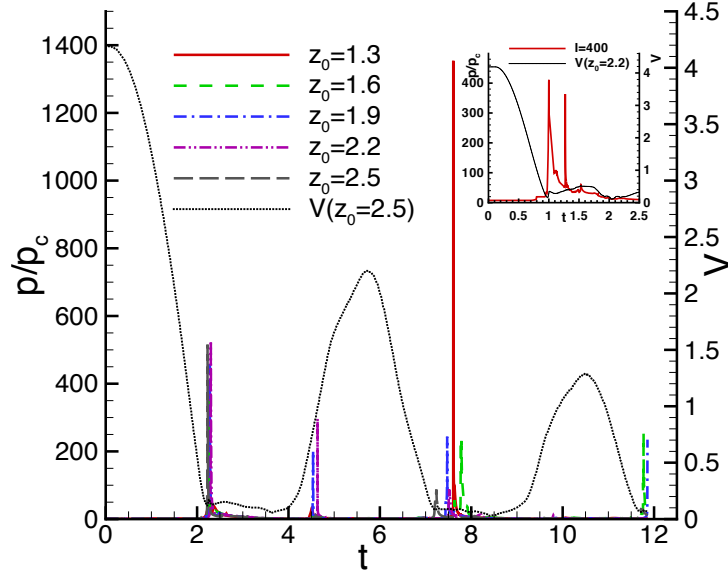 p/p_c
1400
1200
1000
800
600
400
200
0
z_0=1.3
z_0=1.6
z_0=1.9
z_0=2.2
z_0=2.5
V(z_0=2.5)
I=400
V(z_0=2.2)
p/p_c
400
300
200
100
0
V
4
3
2
1
0
0 0.5 1 t 1.5 2 2.5
4.5
4
3.5
3
2.5
2
1.5
1
0.5
0
V
0 2 4 6 8 10 12
t